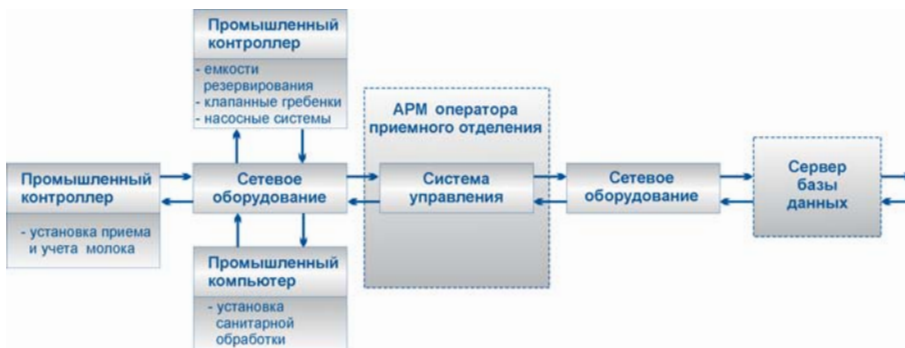 Промышленный
контроллер
- емкости
резервирования
- клапанные гребенки
- насосные системы
АРМ оператора
приемного отделения
Промышленный
контроллер
- установка приема
и учета молока
Сетевое
оборудование
Система
управления
Сетевое
оборудование
Сервер
базы
данных
Промышленный
компьютер
- установка
санитарной
обработки